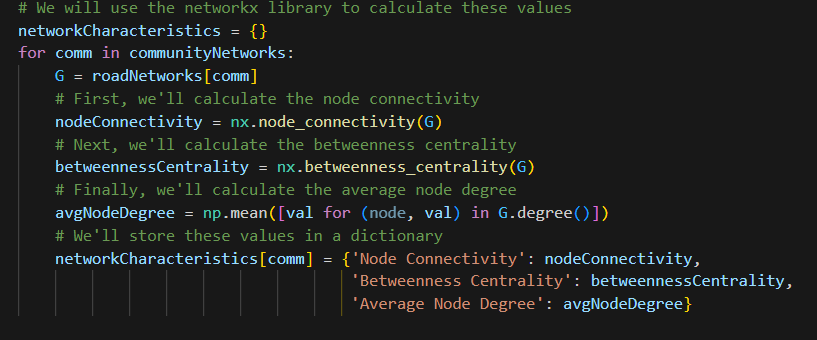 # We will use the networkx library to calculate these values
networkCharacteristics = {}
for comm in communityNetworks:
    G = roadNetworks[comm]
    # First, we'll calculate the node connectivity
    nodeConnectivity = nx.node_connectivity(G)
    # Next, we'll calculate the betweenness centrality
    betweennessCentrality = nx.betweenness_centrality(G)
    # Finally, we'll calculate the average node degree
    avgNodeDegree = np.mean([val for (node, val) in G.degree()])
    # We'll store these values in a dictionary
    networkCharacteristics[comm] = {'Node Connectivity': nodeConnectivity,
                                    'Betweenness Centrality': betweennessCentrality,
                                    'Average Node Degree': avgNodeDegree}